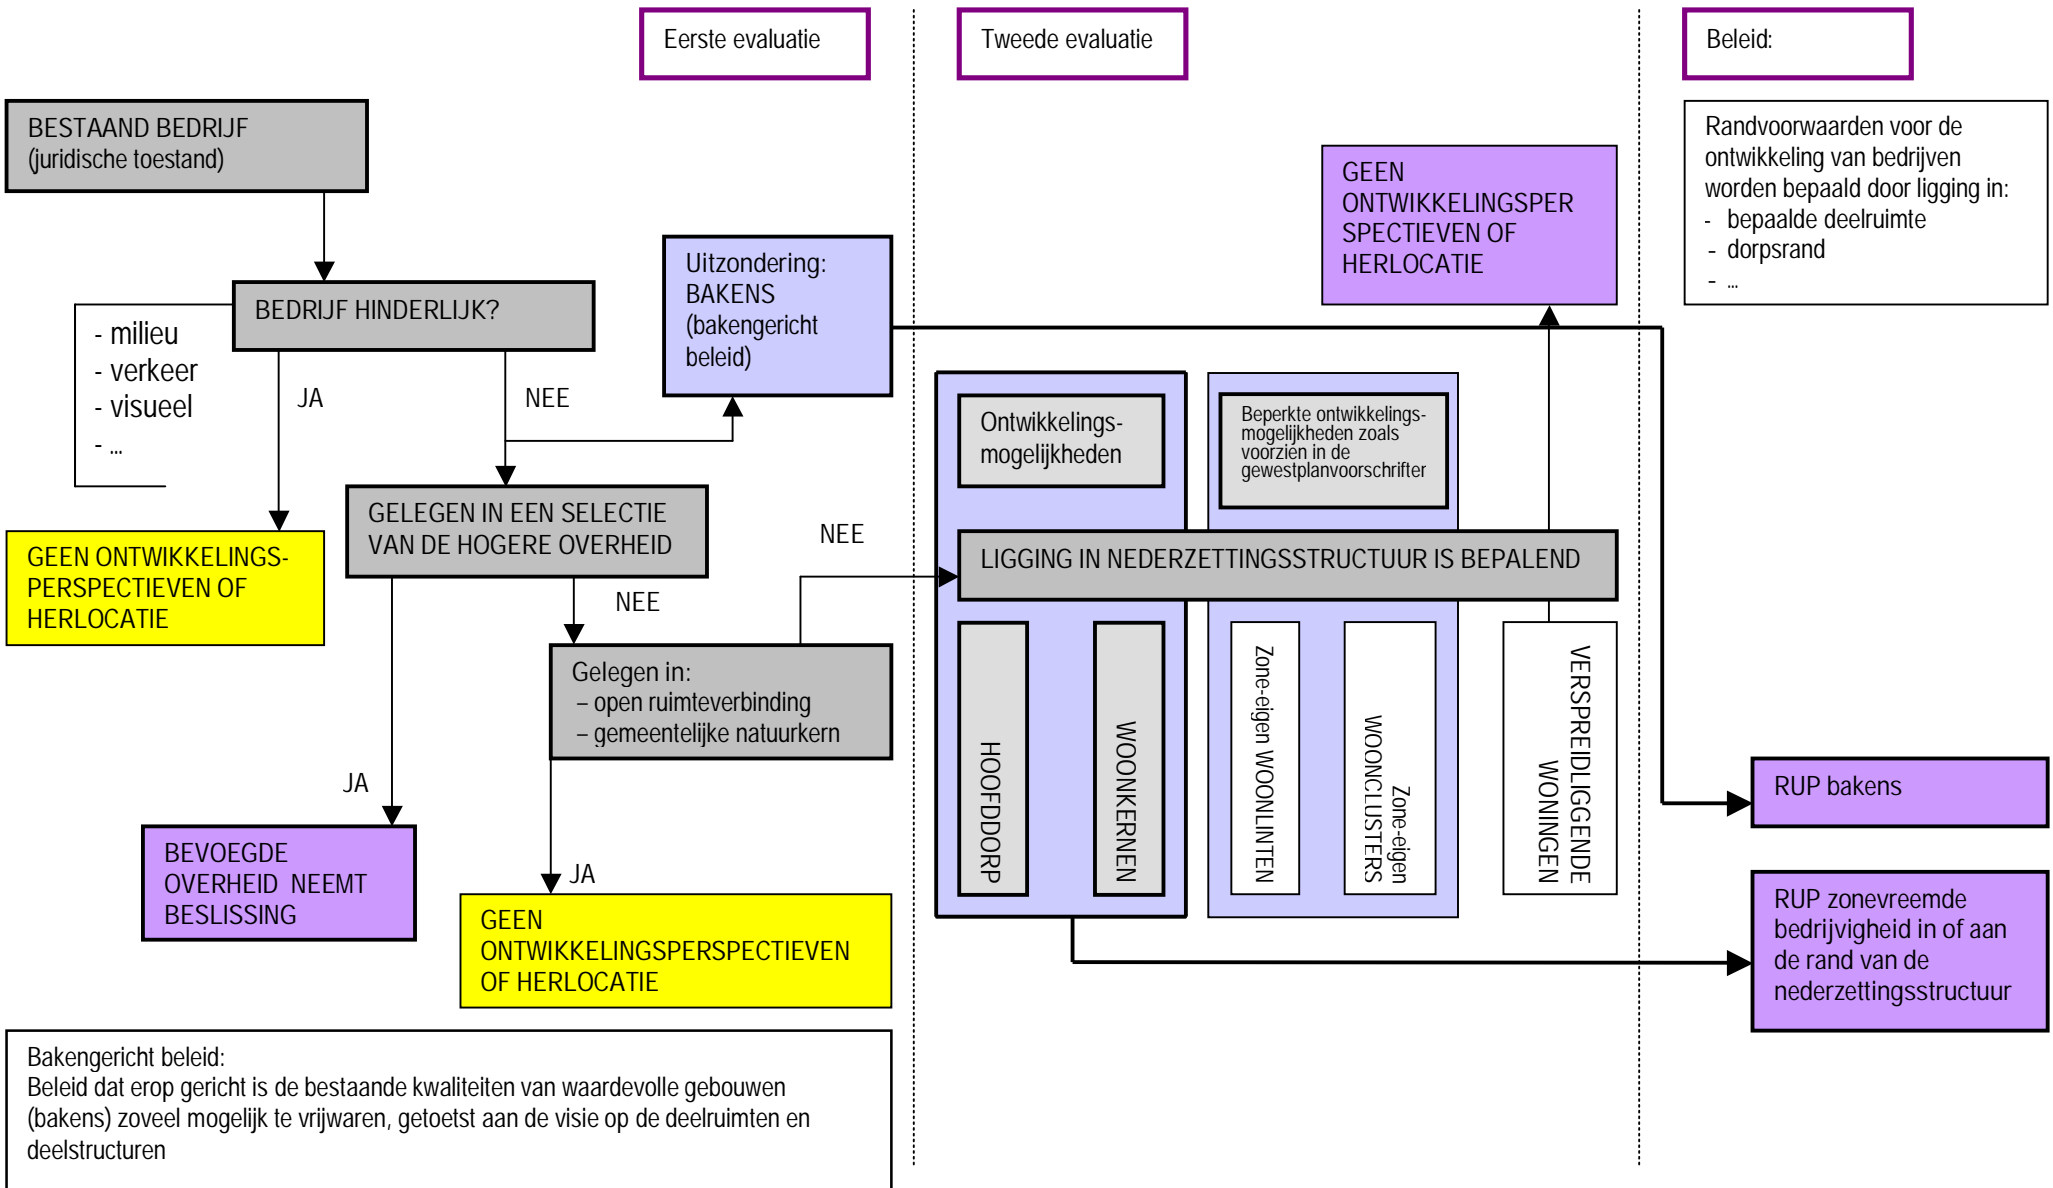 Eerste evaluatie
Tweede evaluatie
Beleid:
BESTAAND BEDRIJF
(juridische toestand)
BEDRIJF HINDERLIJK?
- milieu
- verkeer
- visueel
- ...
JA
NEE
Uitzondering:
BAKENS
(bakengericht
beleid)
GEEN ONTWIKKELINGS-
PERSPECTIEVEN OF
HERLOCATIE
GELEGEN IN EEN SELECTIE
VAN DE HOGERE OVERHEID
NEE
JA
Gelegen in:
– open ruimteverbinding
– gemeentelijke natuurkern
NEE
BEVOEGDE
OVERHEID NEEMT
BESLISSING
JA
GEEN
ONTWIKKELINGSPERSPECTIEVEN
OF HERLOCATIE
Bakengericht beleid:
Beleid dat erop gericht is de bestaande kwaliteiten van waardevolle gebouwen
(bakens) zoveel mogelijk te vrijwaren, getoetst aan de visie op de deelruimten en
deelstructuren
GEEN
ONTWIKKELINGSPER
SPECTIEVEN OF
HERLOCATIE
Ontwikkelings-
mogelijkheden
Beperkte ontwikkelings-
mogelijkheden zoals
voorzien in de
gewestplanvoorschrifter
LIGGING IN NEDERZETTINGSSTRUCTUUR IS BEPALEND
HOOFDDORP
WOONKERNEN
Zone-eigen WOONLINTEN
Zone-eigen
WOONCLUSTERS
VERSPREIDLIGGENDE
WONINGEN
Randvoorwaarden voor de
ontwikkeling van bedrijven
worden bepaald door ligging in:
- bepaalde deelruimte
- dorpsrand
- ...
RUP bakens
RUP zonevreemde
bedrijvigheid in of aan
de rand van de
nederzettingsstructuur